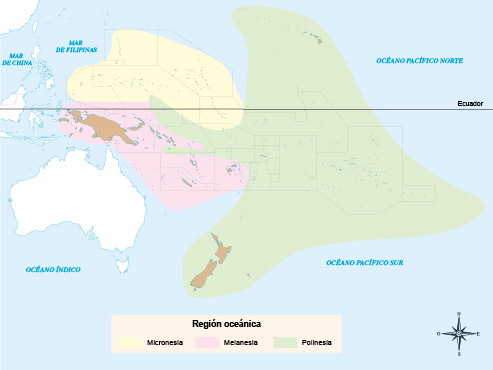 MAR
DE CHINA
MAR
DE FILIPINAS
OCÉANO PACÍFICO NORTE
Ecuador
OCÉANO ÍNDICO
OCÉANO PACÍFICO SUR
Región oceánica
Micronesia
Melanesia
Polinesia
N
O
E
S